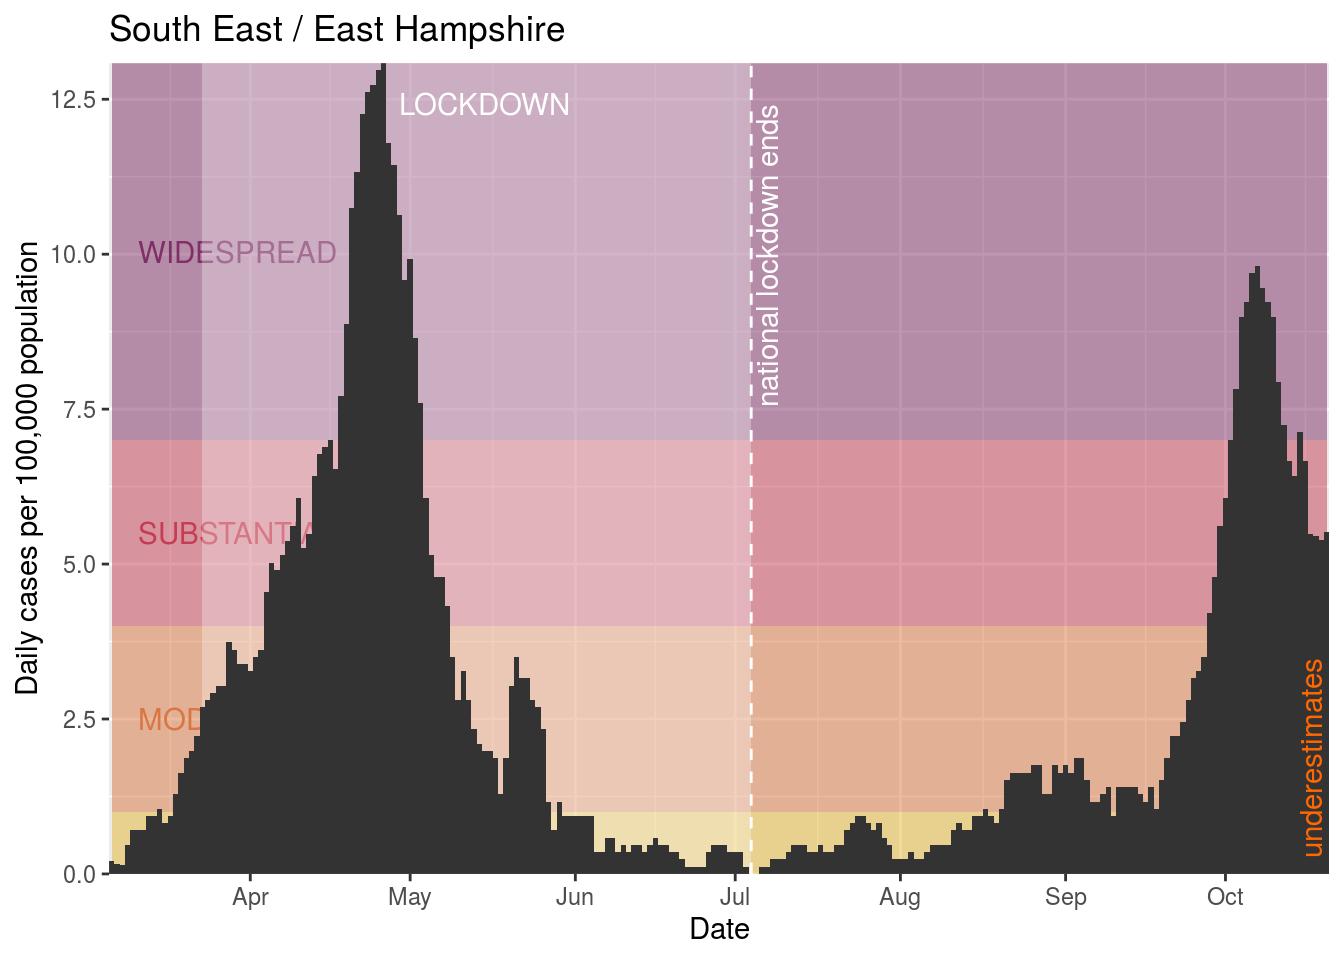 South East / East Hampshire
Daily cases per 100,000 population
12.5
10.0
7.5
5.0
2.5
0.0
LOCKDOWN
WIDESPREAD
SUBSTANTIA
MOD
national lockdown ends
underestimates
Apr
May
Jun
Jul
Aug
Sep
Oct
Date